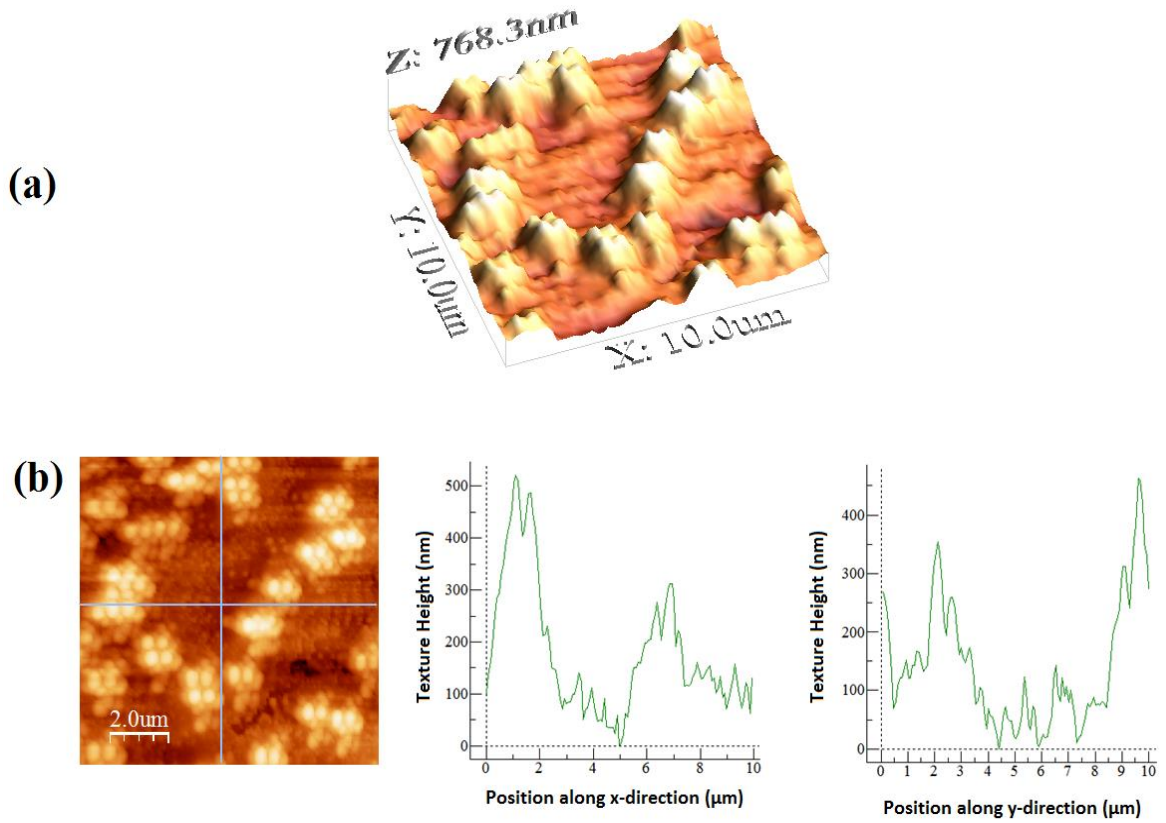 (a)
Z: 768.3nm
Y: 10.0um
X: 10.0um
(b)
2.0um
Texture Height (nm)
500
400
300
200
100
0
0 2 4 6 8 10
Position along x-direction (µm)
Texture Height (nm)
400
300
200
100
0
0 1 2 3 4 5 6 7 8 9 10
Position along y-direction (µm)